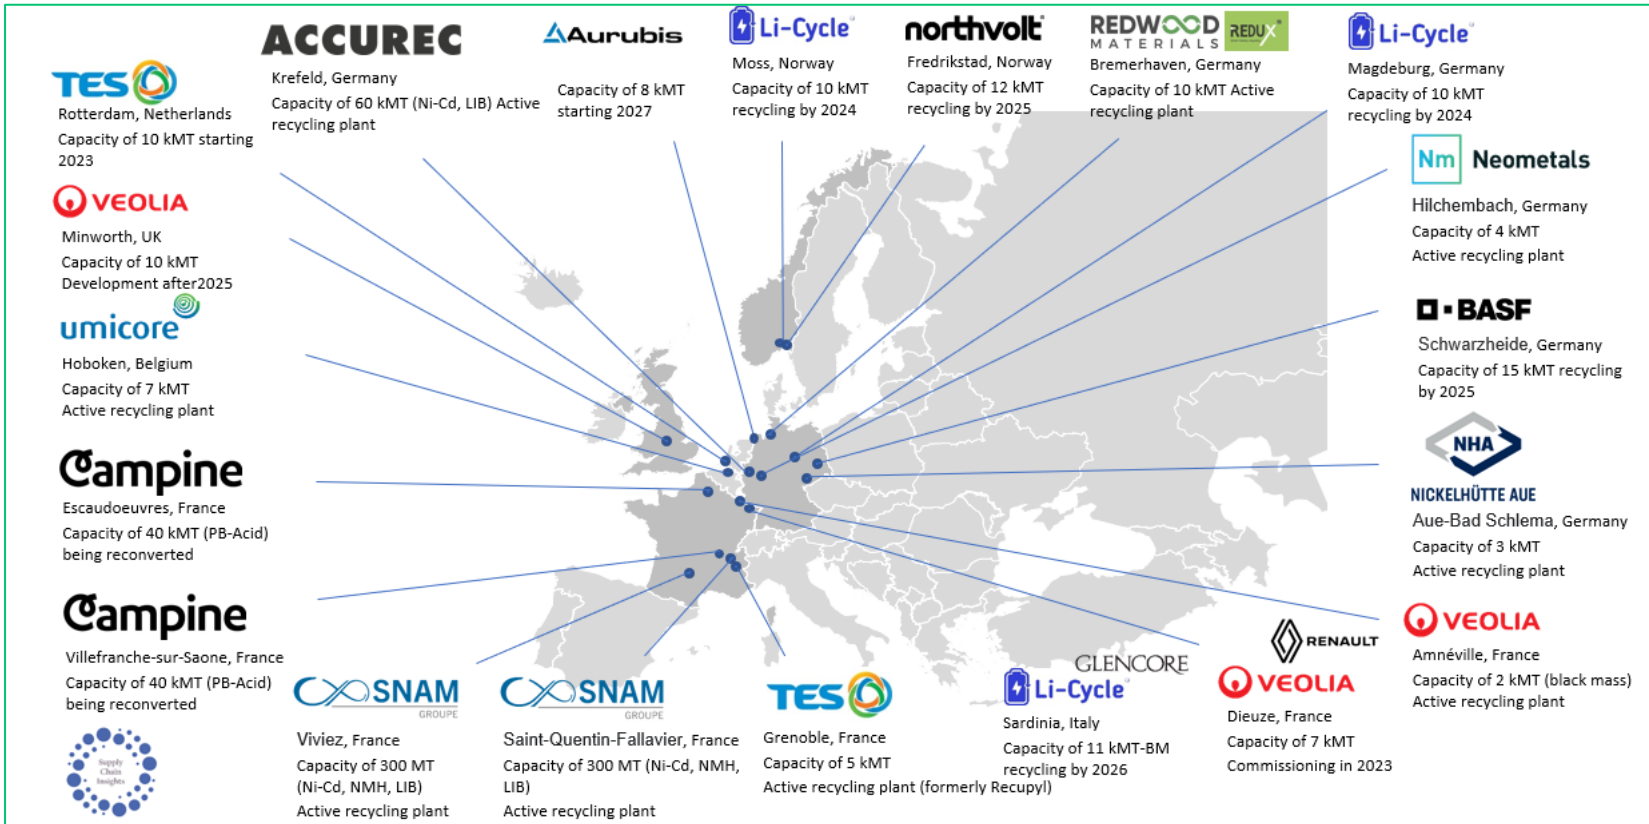 TES
Rotterdam, Netherlands
Capacity of 10 kMT starting
2023
ACCUREC
Krefeld, Germany
Capacity of 60 kMT (Ni-Cd, LIB) Active
recycling plant
Aurubis
Capacity of 8 kMT
starting 2027
Li-Cycle
Moss, Norway
Capacity of 10 kMT
recycling by 2024
northvolt
Fredrikstad, Norway
Capacity of 12 kMT
recycling by 2025
REDWOOD
MATERIALS
REDUX
Bremerhaven, Germany
Capacity of 10 kMT Active
recycling plant
Li-Cycle
Magdeburg, Germany
Capacity of 10 kMT
recycling by 2024
VEOLIA
Minworth, UK
Capacity of 10 kMT
Development after2025
Nm Neometals
Hilchembach, Germany
Capacity of 4 kMT
Active recycling plant
umicore
Hoboken, Belgium
Capacity of 7 kMT
Active recycling plant
BASF
Schwarzheide, Germany
Capacity of 15 kMT recycling
by 2025
Campine
Escaudoeuvres, France
Capacity of 40 kMT (PB-Acid)
being reconverted
NHA
NICKELHÜTTE AUE
Aue-Bad Schlema, Germany
Capacity of 3 kMT
Active recycling plant
Campine
Villefranche-sur-Saone, France
Capacity of 40 kMT (PB-Acid)
being reconverted
VEOLIA
Amnéville, France
Capacity of 2 kMT (black mass)
Active recycling plant
Supply
Chain
Insights
SNAM
GROUPE
Viviez, France
Capacity of 300 MT
(Ni-Cd, NMH, LIB)
Active recycling plant
SNAM
GROUPE
Saint-Quentin-Fallavier, France
Capacity of 300 MT (Ni-Cd, NMH,
LIB)
Active recycling plant
TES
Grenoble, France
Capacity of 5 kMT
Active recycling plant (formerly Recupyl)
GLENCORE
Li-Cycle
Sardinia, Italy
Capacity of 11 kMT-BM
recycling by 2026
RENAULT
VEOLIA
Dieuze, France
Capacity of 7 kMT
Commissioning in 2023